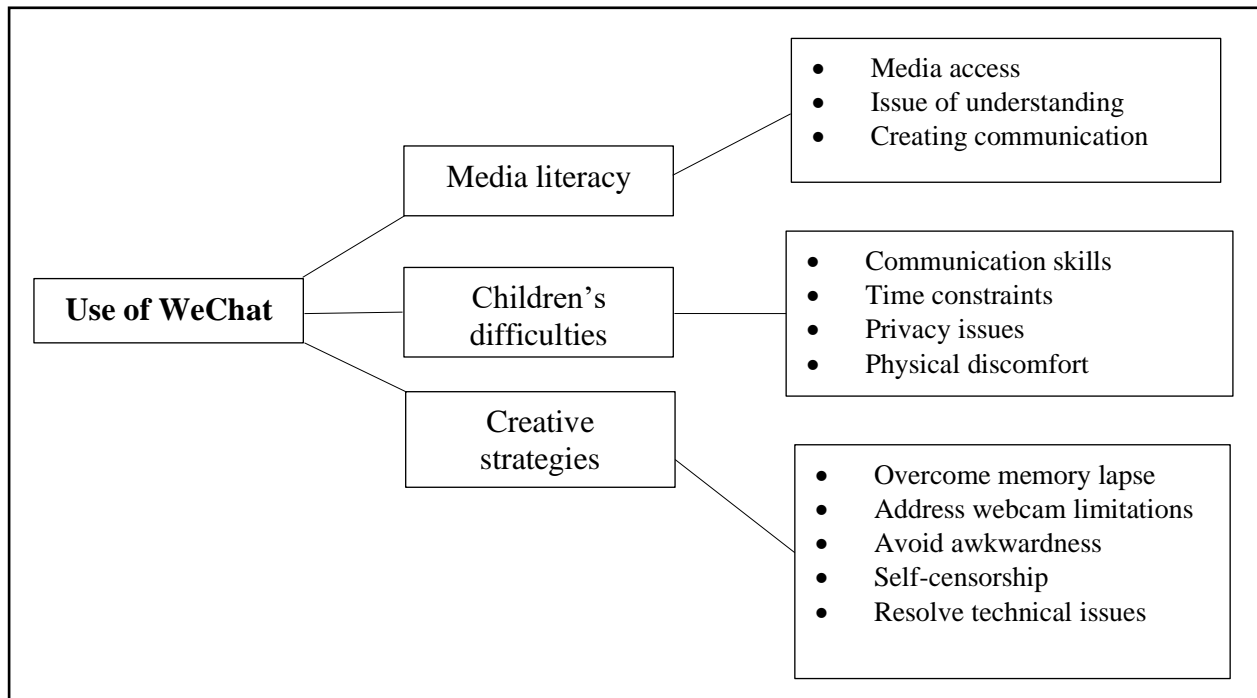 Use of WeChat
Media literacy
• Media access
• Issue of understanding
• Creating communication
Children’s
difficulties
• Communication skills
• Time constraints
• Privacy issues
• Physical discomfort
Creative
strategies
• Overcome memory lapse
• Address webcam limitations
• Avoid awkwardness
• Self-censorship
• Resolve technical issues